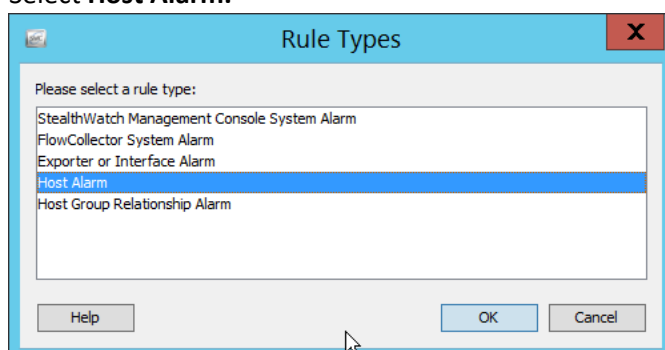 Select Host Alarm.
Rule Types
X
Please select a rule type:
StealthWatch Management Console System Alarm
FlowCollector System Alarm
Exporter or Interface Alarm
Host Alarm
Host Group Relationship Alarm
Help OK Cancel